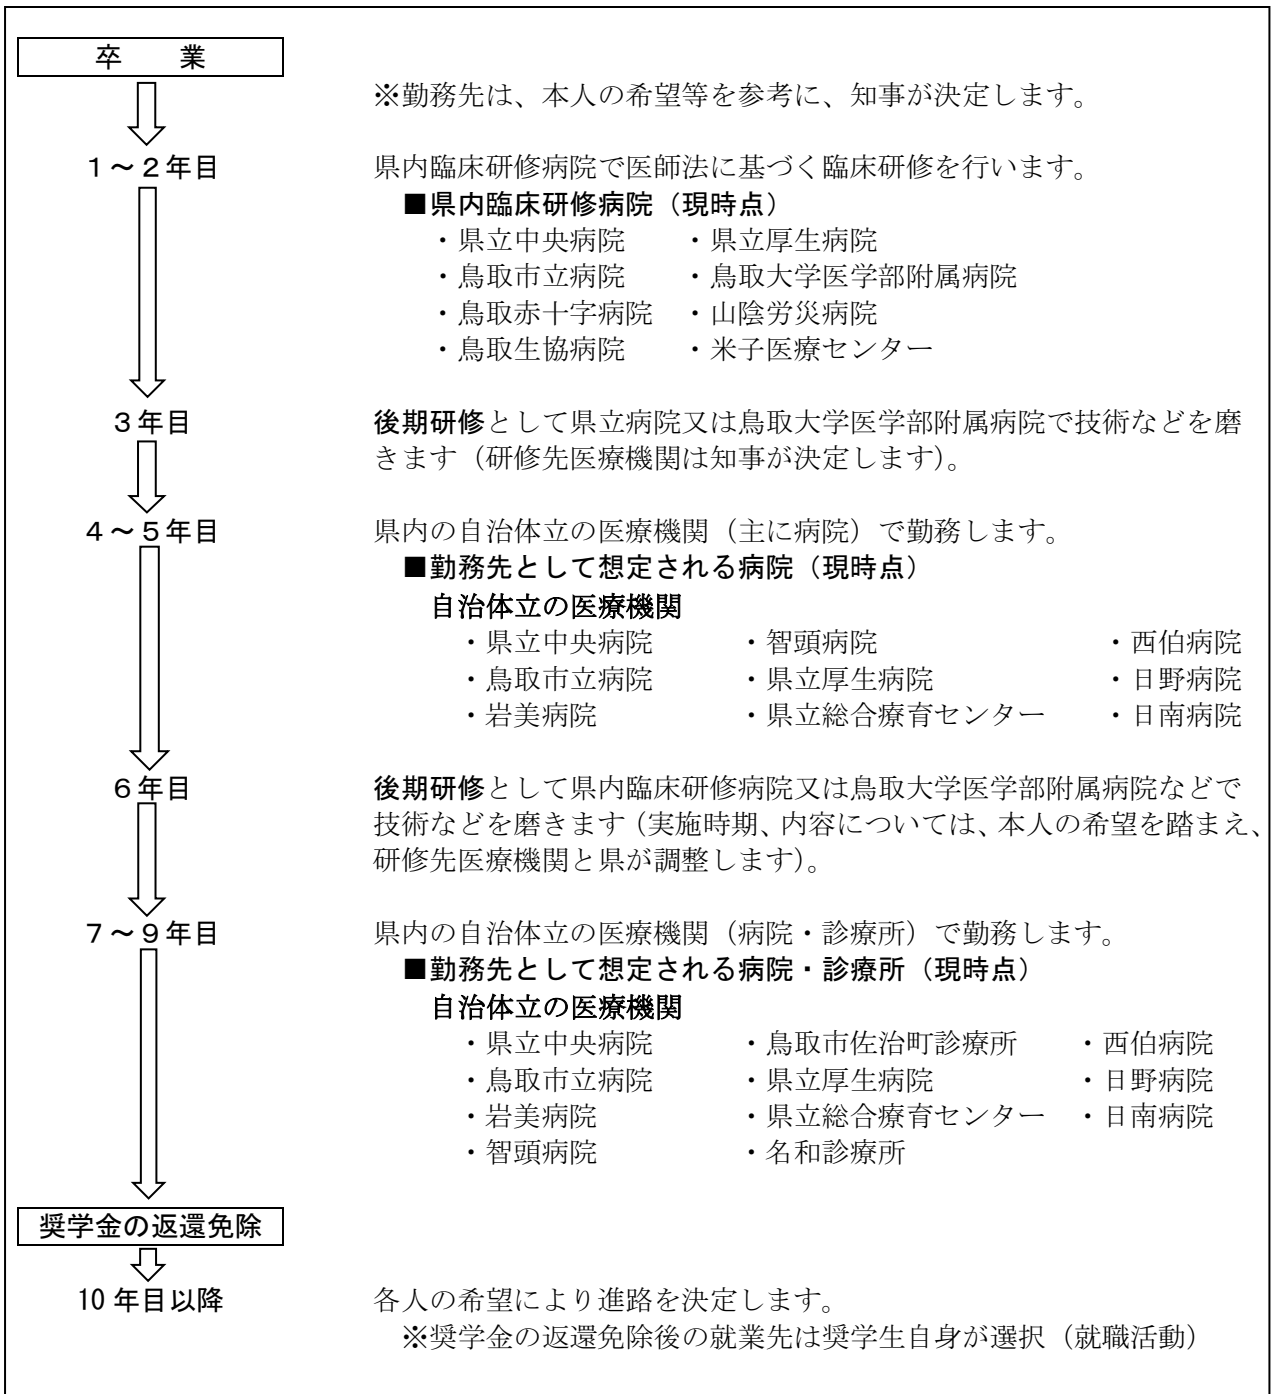 卒　　業
※勤務先は、本人の希望等を参考に、知事が決定します。
１～２年目　県内臨床研修病院で医師法に基づく臨床研修を行います。
■県内臨床研修病院（現時点）
・県立中央病院　・県立厚生病院
・鳥取市立病院　・鳥取大学医学部附属病院
・鳥取赤十字病院　・山陰労災病院
・鳥取生協病院　・米子医療センター
３年目　後期研修として県立病院又は鳥取大学医学部附属病院で技術などを磨
きます（研修先医療機関は知事が決定します）。
４～５年目　県内の自治体立の医療機関（主に病院）で勤務します。
■勤務先として想定される病院（現時点）
自治体立の医療機関
・県立中央病院　・智頭病院　・西伯病院
・鳥取市立病院　・県立厚生病院　・日野病院
・岩美病院　・県立総合療育センター　・日南病院
６年目　後期研修として県内臨床研修病院又は鳥取大学医学部附属病院などで
技術などを磨きます（実施時期、内容については、本人の希望を踏まえ、
研修先医療機関と県が調整します）。
７～９年目　県内の自治体立の医療機関（病院・診療所）で勤務します。
■勤務先として想定される病院・診療所（現時点）
自治体立の医療機関
・県立中央病院　・鳥取市佐治町診療所　・西伯病院
・鳥取市立病院　・県立厚生病院　・日野病院
・岩美病院　・県立総合療育センター　・日南病院
・智頭病院　・名和診療所
奨学金の返還免除
10 年目以降　各人の希望により進路を決定します。
※奨学金の返還免除後の就業先は奨学生自身が選択（就職活動）